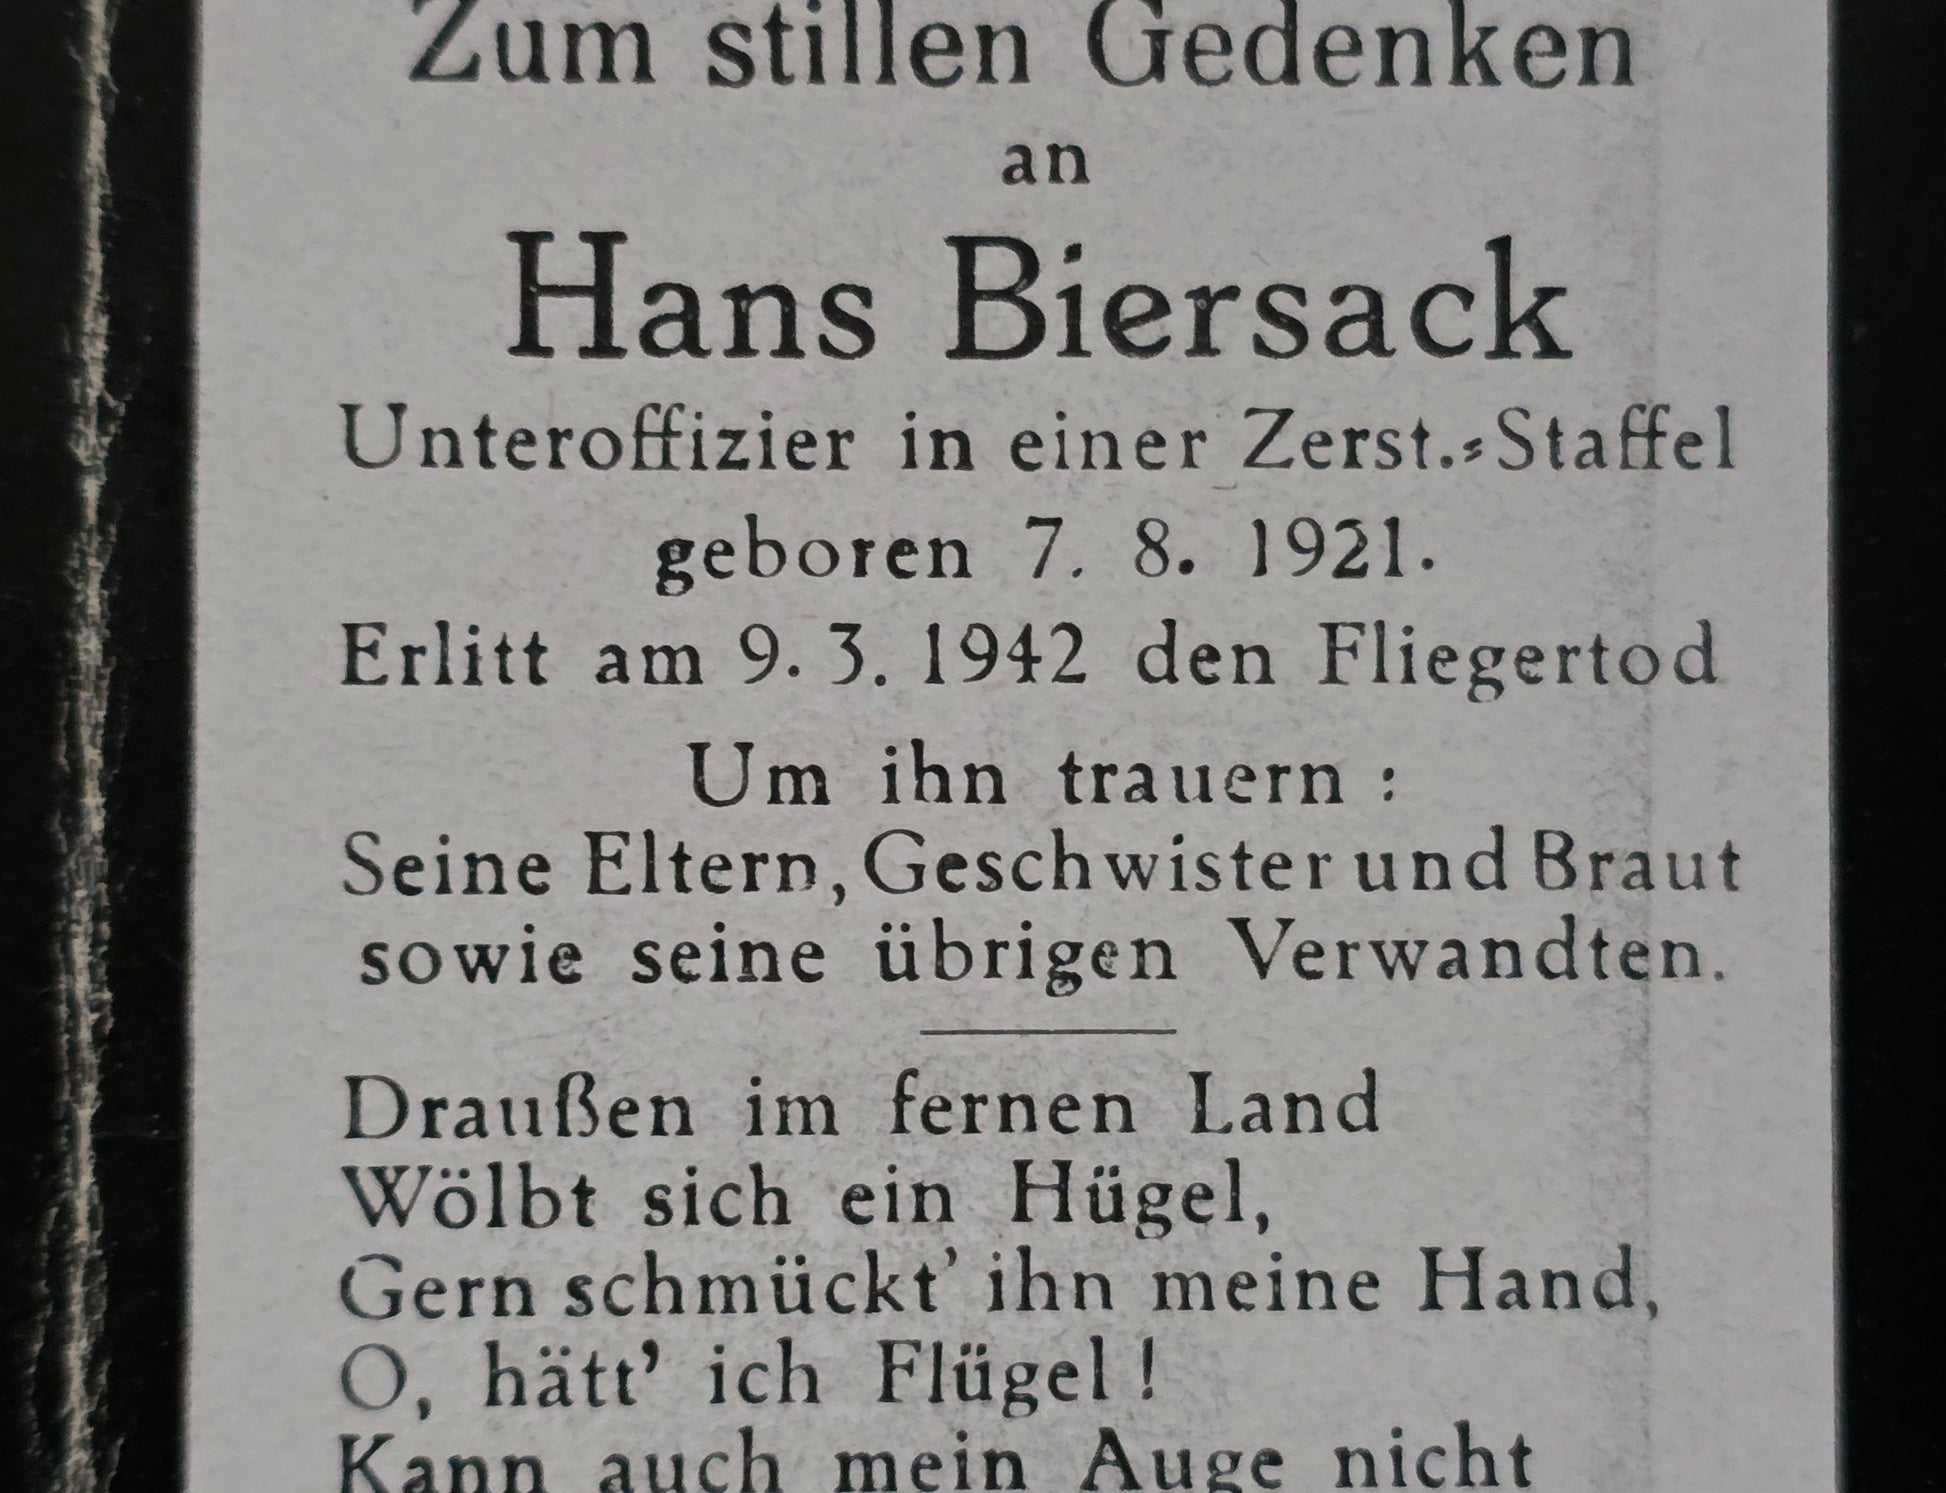 Zum stillen Gedenken
an
Hans Biersack
Unteroffizier in einer Zerst.-Staffel
geboren 7. 8. 1921.
Erlitt am 9. 3. 1942 den Fliegertod
Um ihn trauern :
Seine Eltern, Geschwister und Braut
sowie seine übrigen Verwandten.
Draußen im fernen Land
Wölbt sich ein Hügel,
Gern schmückt’ ihn meine Hand,
O, hätt’ ich Flügel !
Kann auch mein Auge nicht